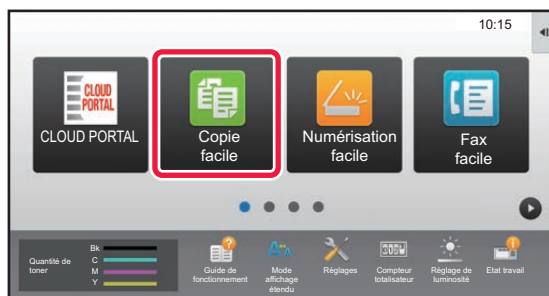 10:15
CLOUD
PORTAL
CLOUD PORTAL
Copie
facile
Numérisation
facile
Fax
facile
Quantité de
toner
Bk
C
M
Y
Guide de
fonctionnement
Mode
affichage
étendu
Réglages
Compteur
totalisateur
Réglage de
luminosité
Etat travail